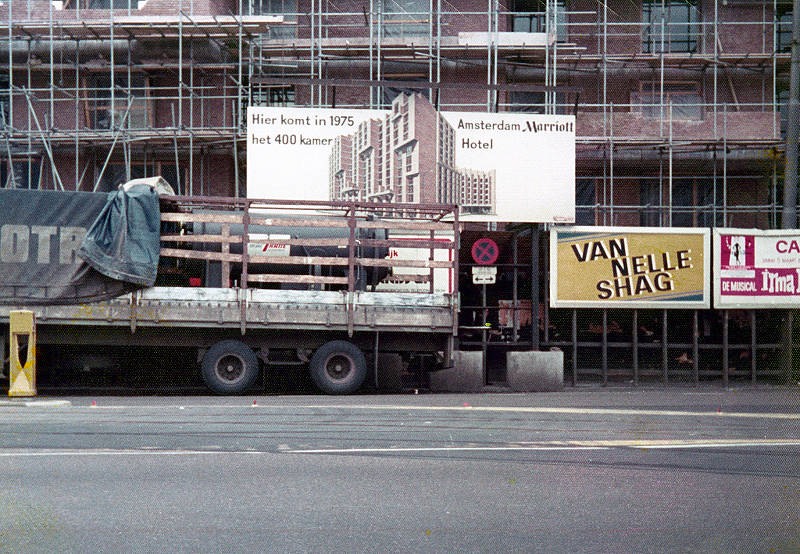 Hier komt in 1975
het 400 kamer
Amsterdam Marriott
Hotel
OTR
VAN
NELLE
SHAG
CA
DE MUSICAL
Irma